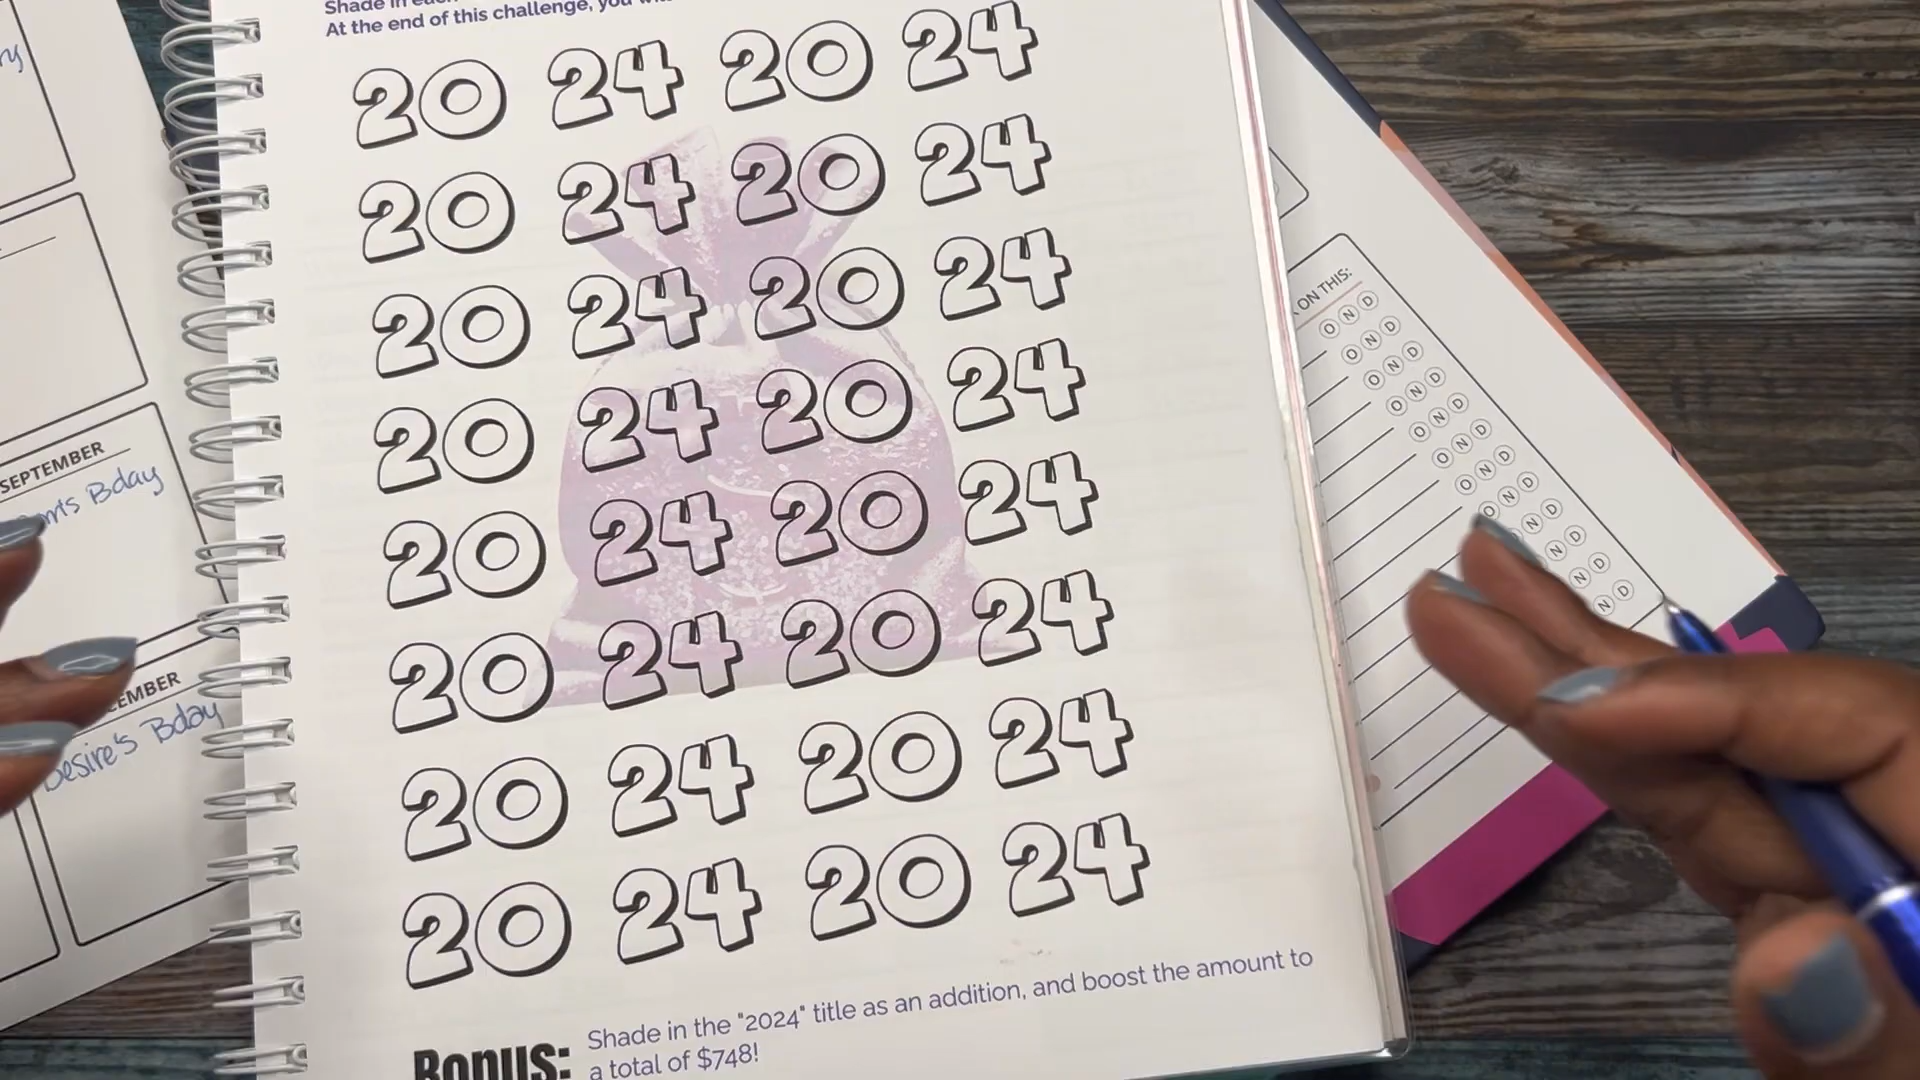 Shade in
At the end of this challenge, you
20 24 20 24
20 24 20 24
20 24 20 24
20 24 20 24
20 24 20 24
20 24 20 24
20 24 20 24
20 24 20 24
Bonus:
Shade in the "2024" title as an addition, and boost the amount to
a total of $748!
SEPTEMBER
Bday
Desire's Bday
ON THIS:
O N D
O N D
O N D
O N D
O N D
O N D
O N D
O N D
N D
N D
N D
N D